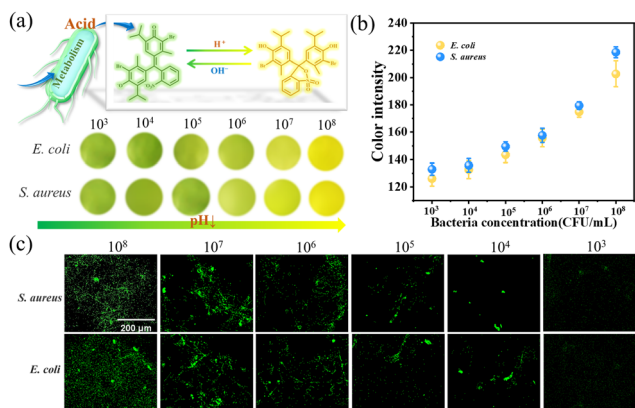 (a)
Acid
Metabolism
H⁺
OH⁻
10³ 10⁴ 10⁵ 10⁶ 10⁷ 10⁸
E. coli
S. aureus
pH↓
(b)
E. coli
S. aureus
Color intensity
220
200
180
160
140
120
10³ 10⁴ 10⁵ 10⁶ 10⁷ 10⁸
Bacteria concentration(CFU/mL)
(c)
10⁸ 10⁷ 10⁶ 10⁵ 10⁴ 10³
S. aureus
200 μm
E. coli